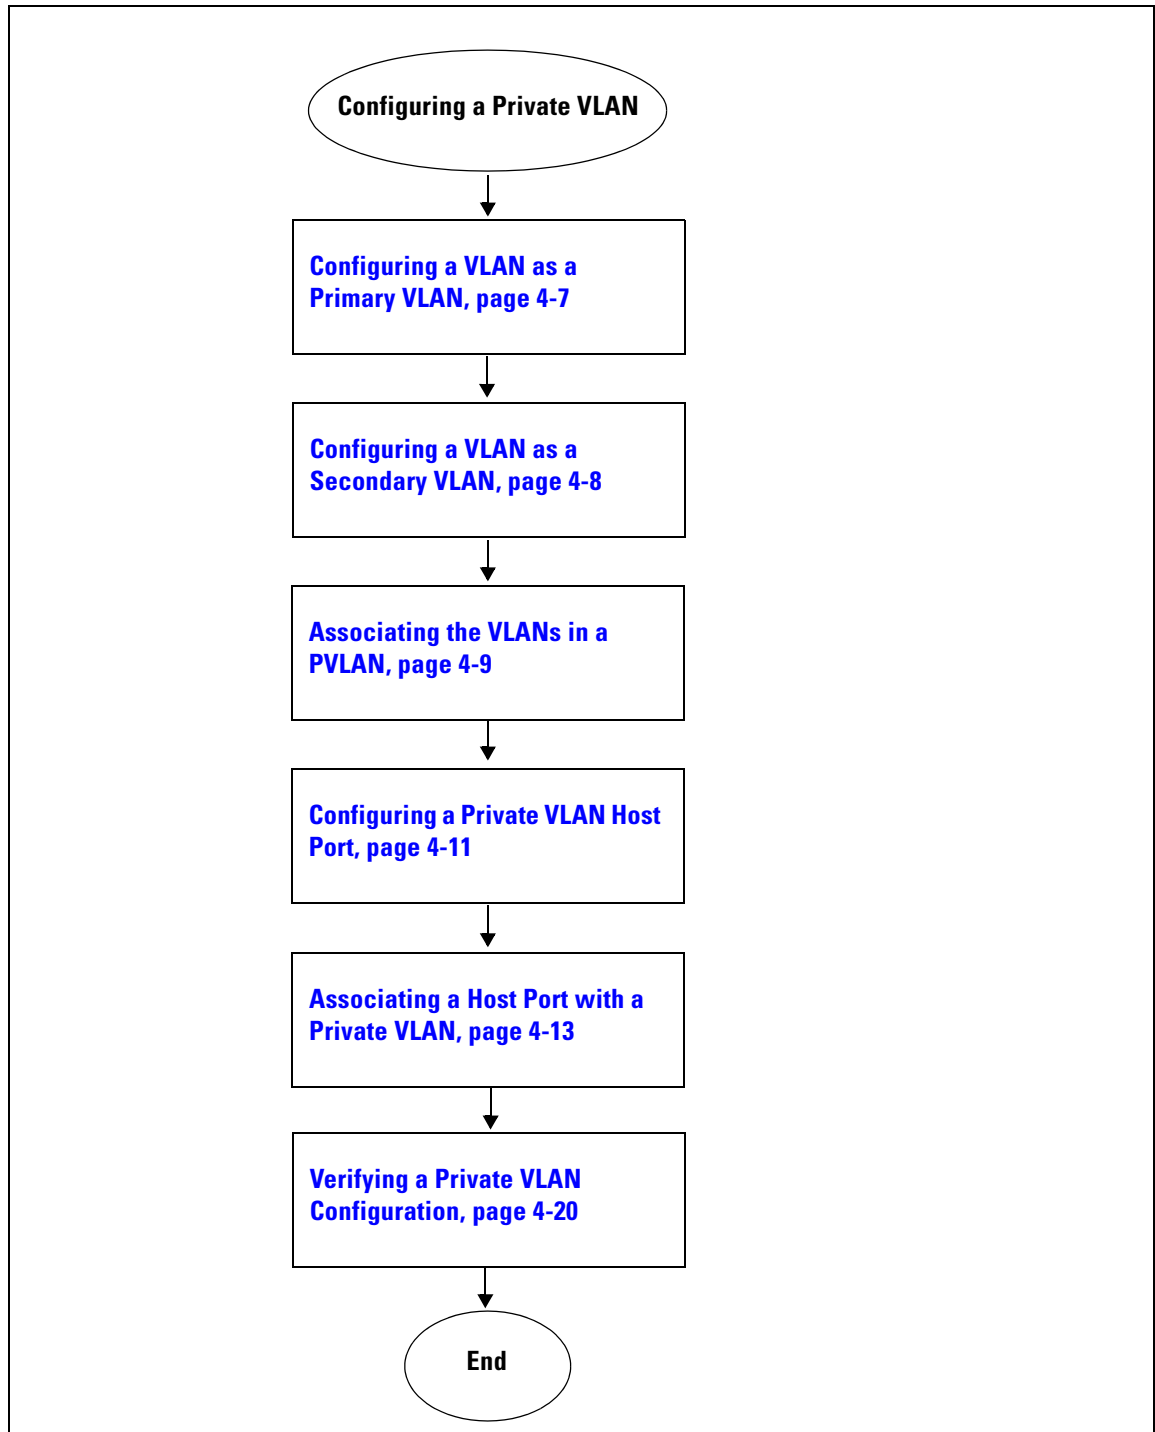 Configuring a Private VLAN
Configuring a VLAN as a
Primary VLAN, page 4-7
Configuring a VLAN as a
Secondary VLAN, page 4-8
Associating the VLANs in a
PVLAN, page 4-9
Configuring a Private VLAN Host
Port, page 4-11
Associating a Host Port with a
Private VLAN, page 4-13
Verifying a Private VLAN
Configuration, page 4-20
End